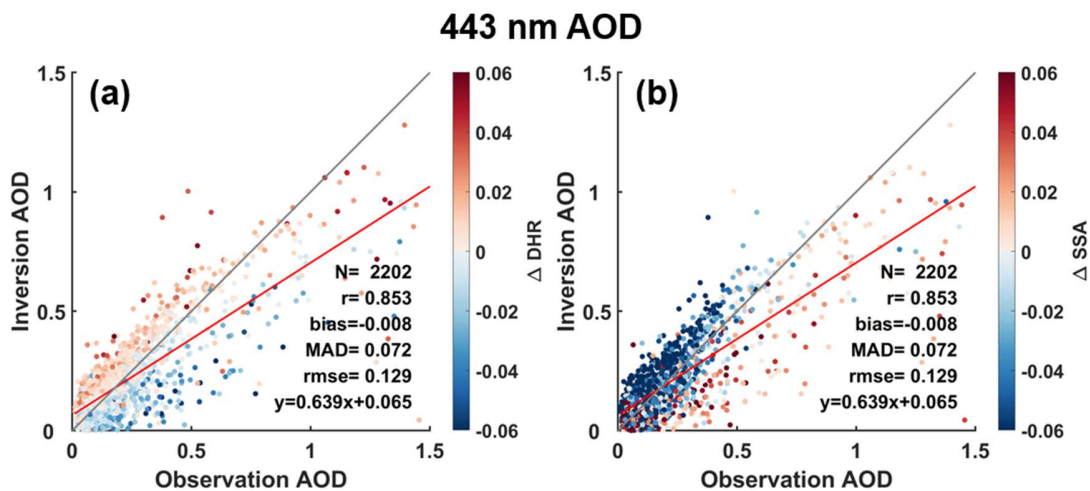 443 nm AOD
(a)
1.5
1
0.5
0
Inversion AOD
0
0.5
1
1.5
Observation AOD
N= 2202
r= 0.853
bias=-0.008
MAD= 0.072
rmse= 0.129
y=0.639x+0.065
0.06
0.04
0.02
0
-0.02
-0.04
-0.06
△ DHR
(b)
1.5
1
0.5
0
Inversion AOD
0
0.5
1
1.5
Observation AOD
N= 2202
r= 0.853
bias=-0.008
MAD= 0.072
rmse= 0.129
y=0.639x+0.065
0.06
0.04
0.02
0
-0.02
-0.04
-0.06
△ SSA